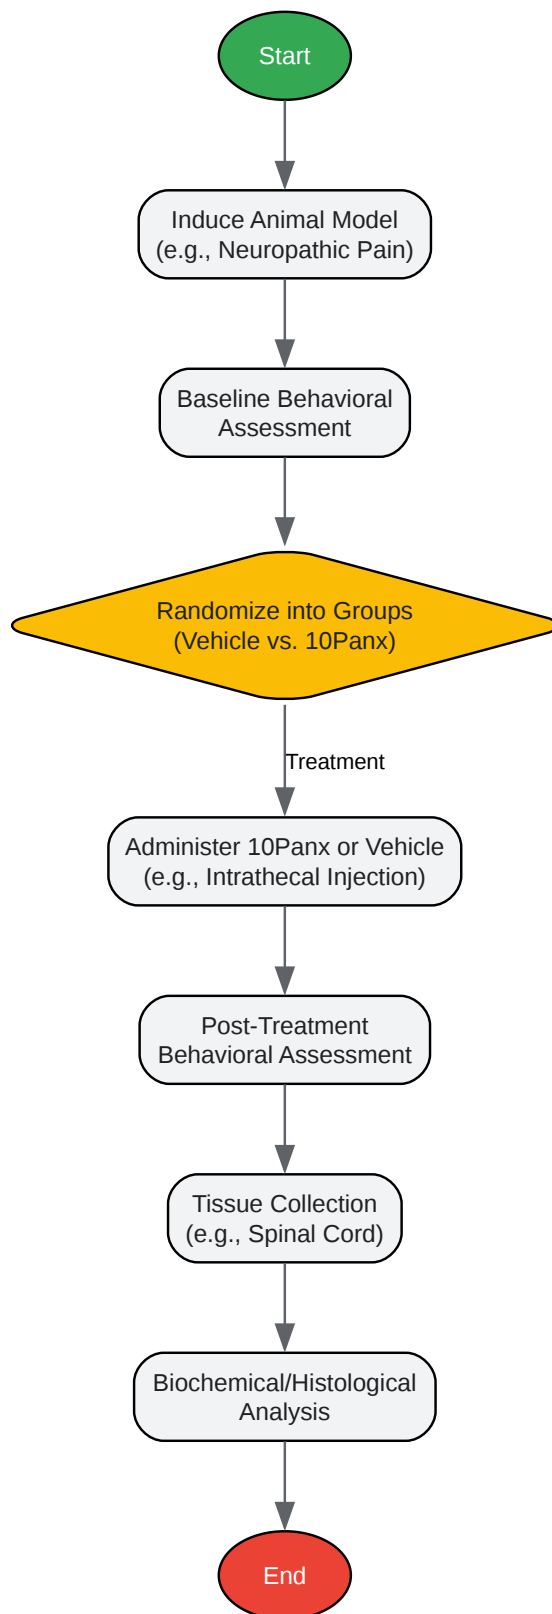 Start
Induce Animal Model
(e.g., Neuropathic Pain)
Baseline Behavioral
Assessment
Randomize into Groups
(Vehicle vs. 10Panx)
Treatment
Administer 10Panx or Vehicle
(e.g., Intrathecal Injection)
Post-Treatment
Behavioral Assessment
Tissue Collection
(e.g., Spinal Cord)
Biochemical/Histological
Analysis
End